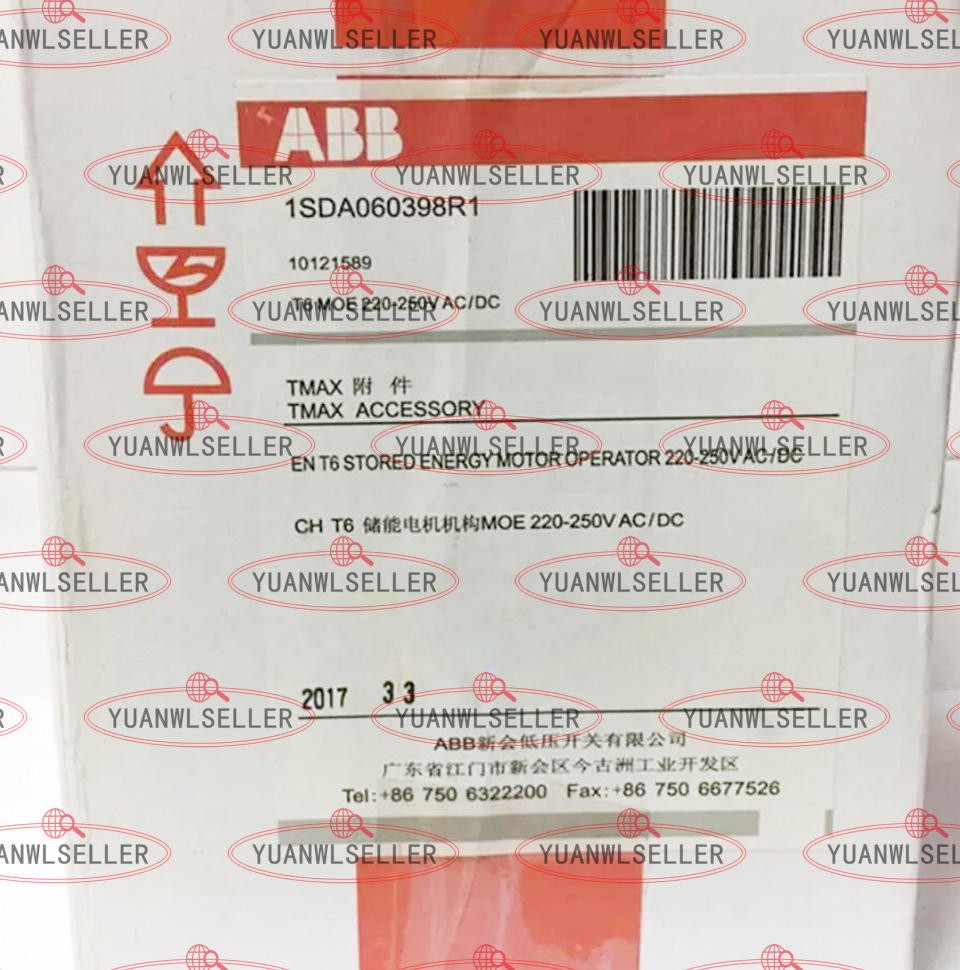 ABB
1SDA060398R1
10121589
T6 MOE 220-250V AC/DC
TMAX 附 件
TMAX ACCESSORY
EN T6 STORED ENERGY MOTOR OPERATOR 220-250V AC/DC
CH T6 储能电机机构MOE 220-250V AC/DC
2017 33
ABB新会低压开关有限公司
广东省江门市新会区今古洲工业开发区
Tel:+86 750 6322200 Fax:+86 750 6677526
YUANWLSELLER